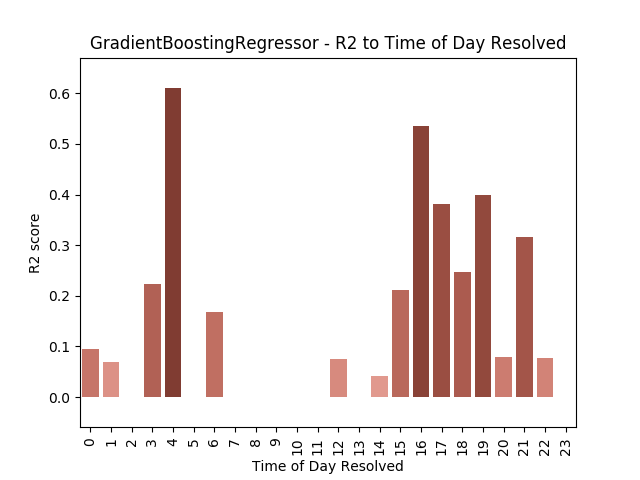 GradientBoostingRegressor - R2 to Time of Day Resolved
R2 score
0.6
0.5
0.4
0.3
0.2
0.1
0.0
0 1 2 3 4 5 6 7 8 9 10 11 12 13 14 15 16 17 18 19 20 21 22 23
Time of Day Resolved